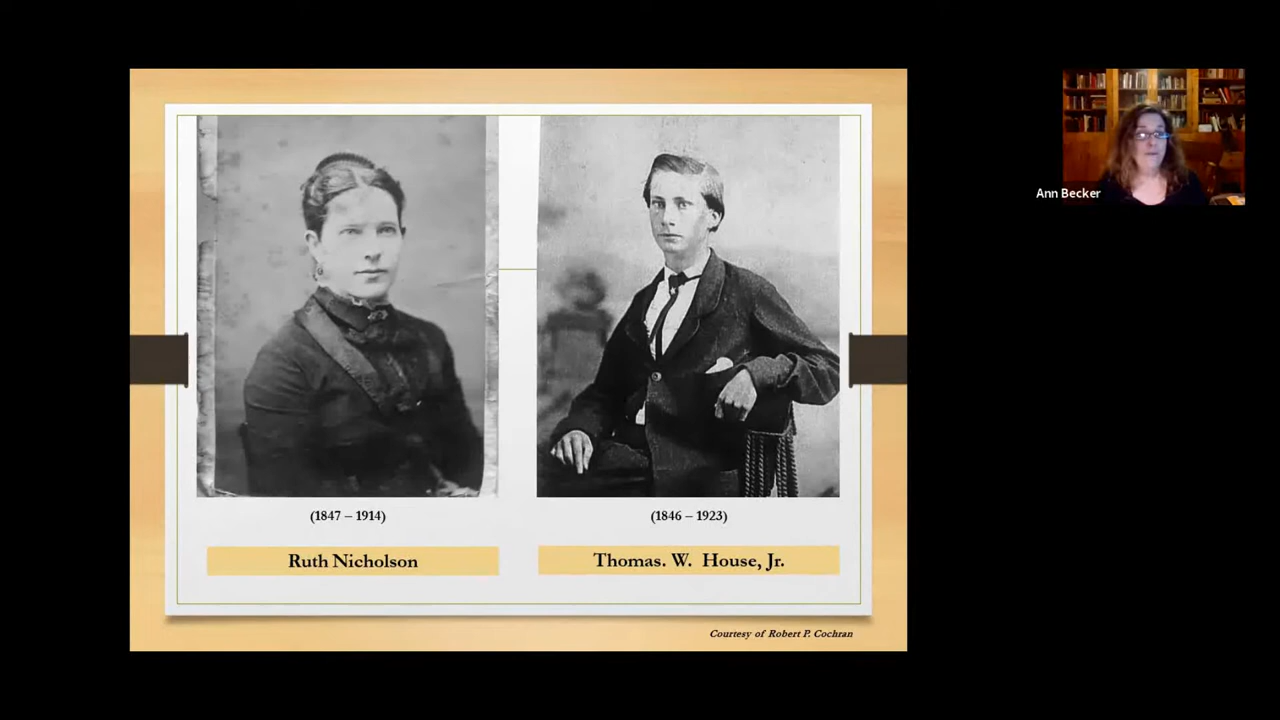 Ann Becker
(1847 – 1914)
(1846 – 1923)
Ruth Nicholson
Thomas. W. House, Jr.
Courtesy of Robert P. Cochran